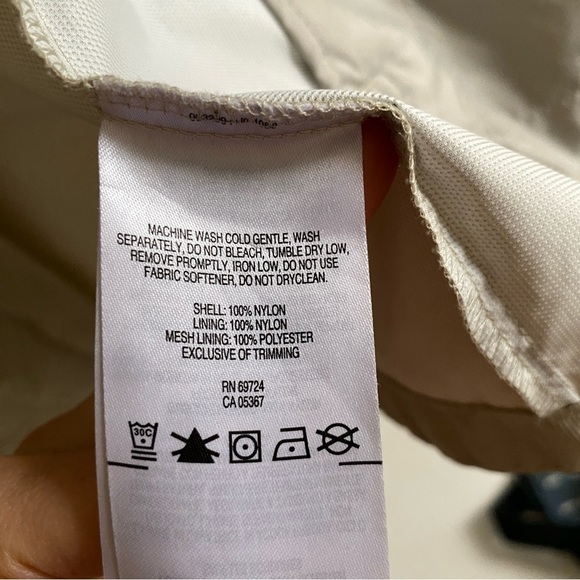 MACHINE WASH COLD GENTLE, WASH
SEPARATELY, DO NOT BLEACH, TUMBLE DRY LOW,
REMOVE PROMPTLY, IRON LOW, DO NOT USE
FABRIC SOFTENER, DO NOT DRYCLEAN.
SHELL: 100% NYLON
LINING: 100% NYLON
MESH LINING: 100% POLYESTER
EXCLUSIVE OF TRIMMING
RN 69724
CA 05367
30C